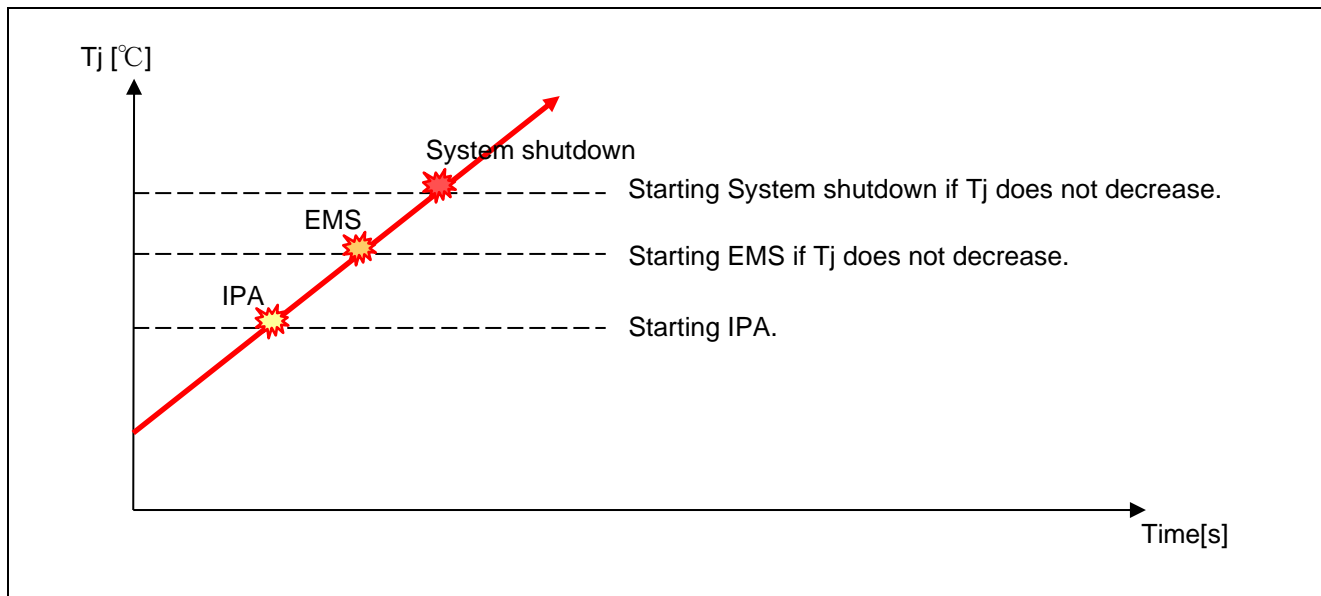 Tj [℃]
System shutdown
Starting System shutdown if Tj does not decrease.
EMS
Starting EMS if Tj does not decrease.
IPA
Starting IPA.
Time[s]